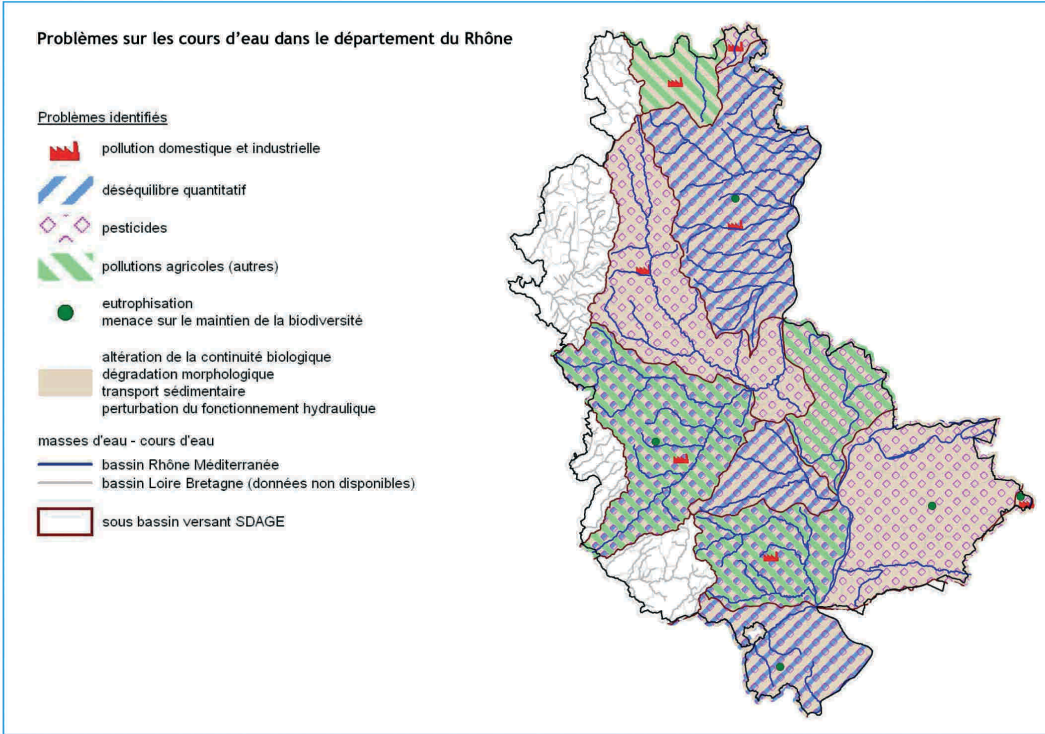 Problèmes sur les cours d'eau dans le département du Rhône
Problèmes identifiés
pollution domestique et industrielle
déséquilibre quantitatif
pesticides
pollutions agricoles (autres)
eutrophisation
menace sur le maintien de la biodiversité
altération de la continuité biologique
dégradation morphologique
transport sédimentaire
perturbation du fonctionnement hydraulique
masses d'eau - cours d'eau
bassin Rhône Méditerranée
bassin Loire Bretagne (données non disponibles)
sous bassin versant SDAGE